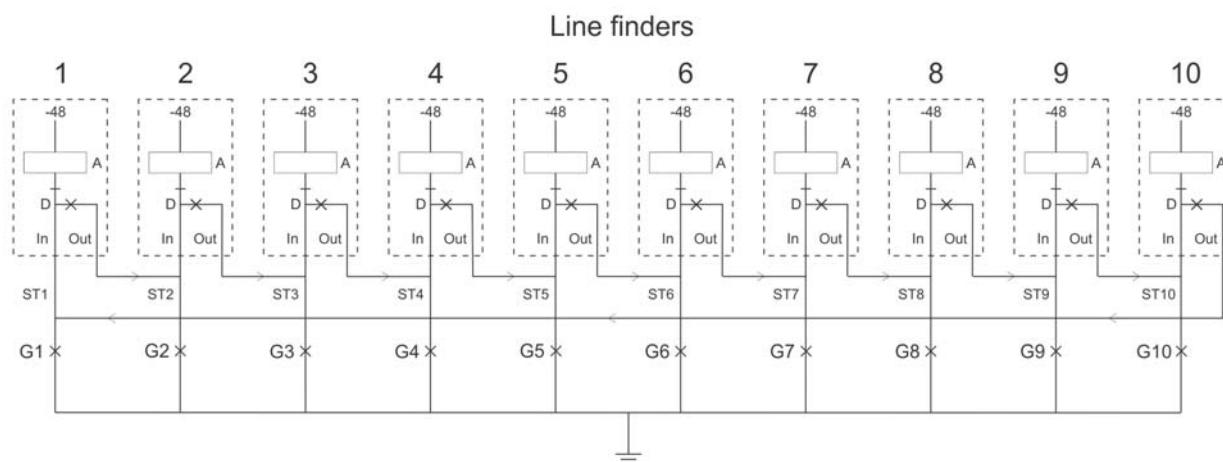 Line finders
1 2 3 4 5 6 7 8 9 10
-48 -48 -48 -48 -48 -48 -48 -48 -48 -48
A A A A A A A A A A
D D D D D D D D D D
In Out In Out In Out In Out In Out In Out In Out In Out In Out In Out
ST1 ST2 ST3 ST4 ST5 ST6 ST7 ST8 ST9 ST10
G1 G2 G3 G4 G5 G6 G7 G8 G9 G10